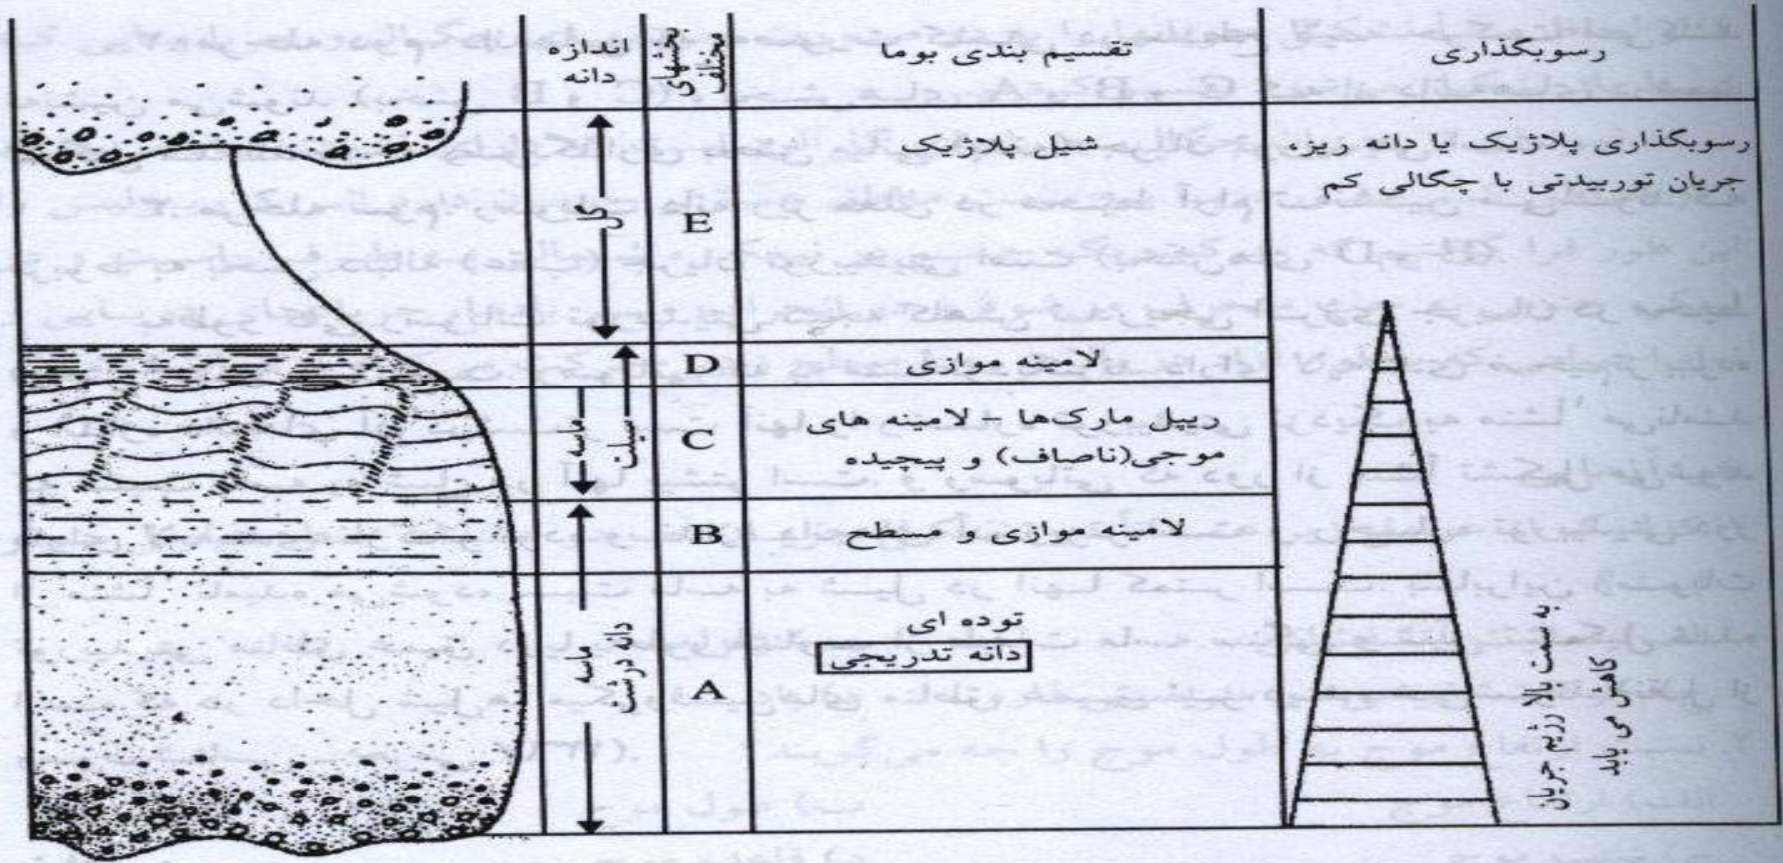 رسوبگذاری
تقسیم بندی بوما
بخشهای
مختلف
اندازه
دانه
رسوبگذاری پلاژیک یا دانه ریز،
جریان توربیدتی با چگالی کم
شیل پلاژیک
E
گل
لامینه موازی
D
سیلت
ریپل مارک‌ها - لامینه های
موجی(ناصاف) و پیچیده
C
ماسه
لامینه موازی و مسطح
B
توده ای
دانه تدریجی
A
ماسه
دانه درشت
به سمت بالا رژیم جریان
کاهش می یابد